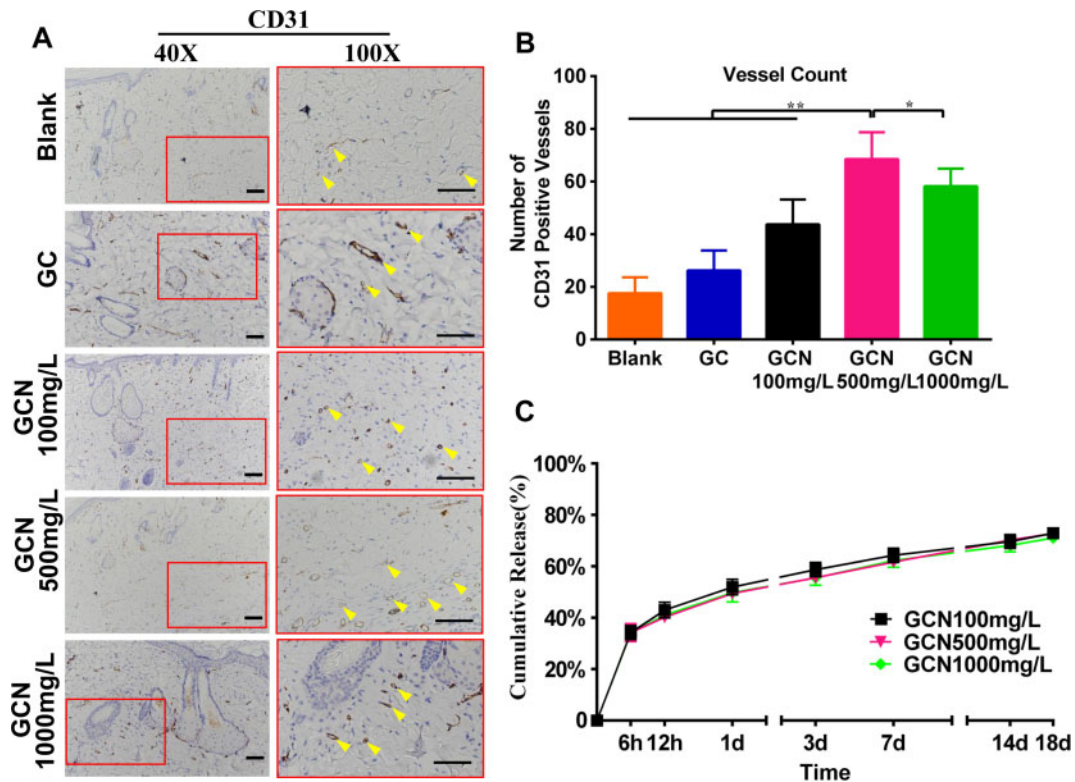 A
CD31
40X
100X
Blank
GC
GCN
100mg/L
GCN
500mg/L
GCN
1000mg/L
B
Vessel Count
Number of
CD31 Positive Vessels
100
80
60
40
20
0
**
*
Blank
GC
GCN
100mg/L
GCN
500mg/L
GCN
1000mg/L
C
Cumulative Release(%)
100%
80%
60%
40%
20%
0
GCN100mg/L
GCN500mg/L
GCN1000mg/L
6h
12h
1d
3d
7d
14d
18d
Time